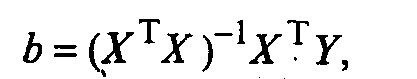 b = (XᵀX)⁻¹XᵀY,